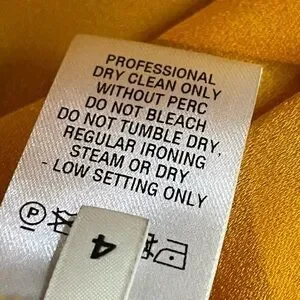 PROFESSIONAL
DRY CLEAN ONLY
WITHOUT PERC
DO NOT BLEACH
DO NOT TUMBLE DRY,
REGULAR IRONING
STEAM OR DRY
- LOW SETTING ONLY
P
4